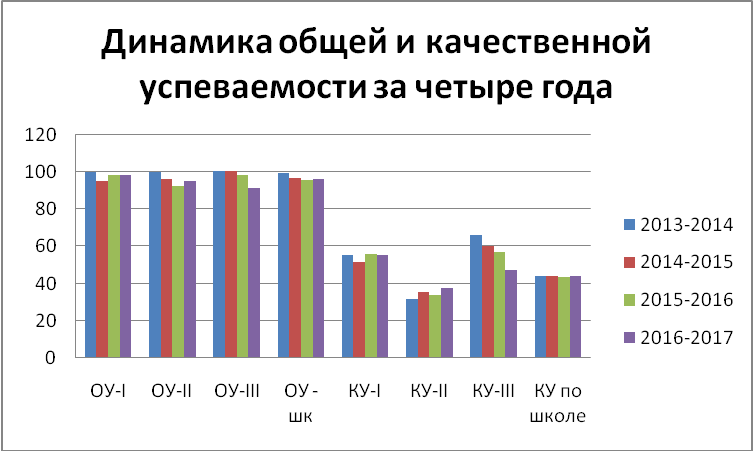 Динамика общей и качественной
успеваемости за четыре года
120
100
80
60
40
20
0
ОУ-I
ОУ-II
ОУ-III
ОУ -
шк
КУ-I
КУ-II
КУ-III
КУ по
школе
2013-2014
2014-2015
2015-2016
2016-2017